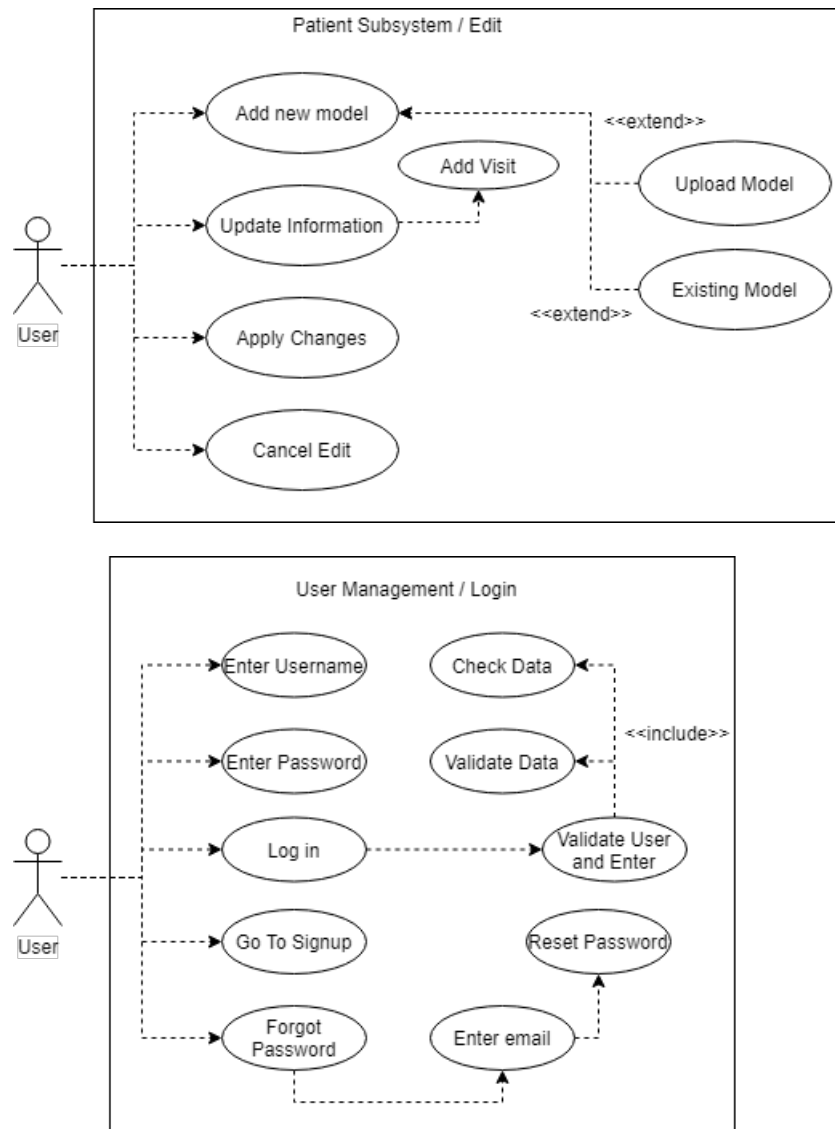 Patient Subsystem / Edit
Add new model
<<extend>>
Add Visit
Upload Model
Update Information
Existing Model
<<extend>>
User
Apply Changes
Cancel Edit
User Management / Login
Enter Username
Check Data
<<include>>
Enter Password
Validate Data
Log in
Validate User
and Enter
User
Go To Signup
Reset Password
Forgot
Password
Enter email